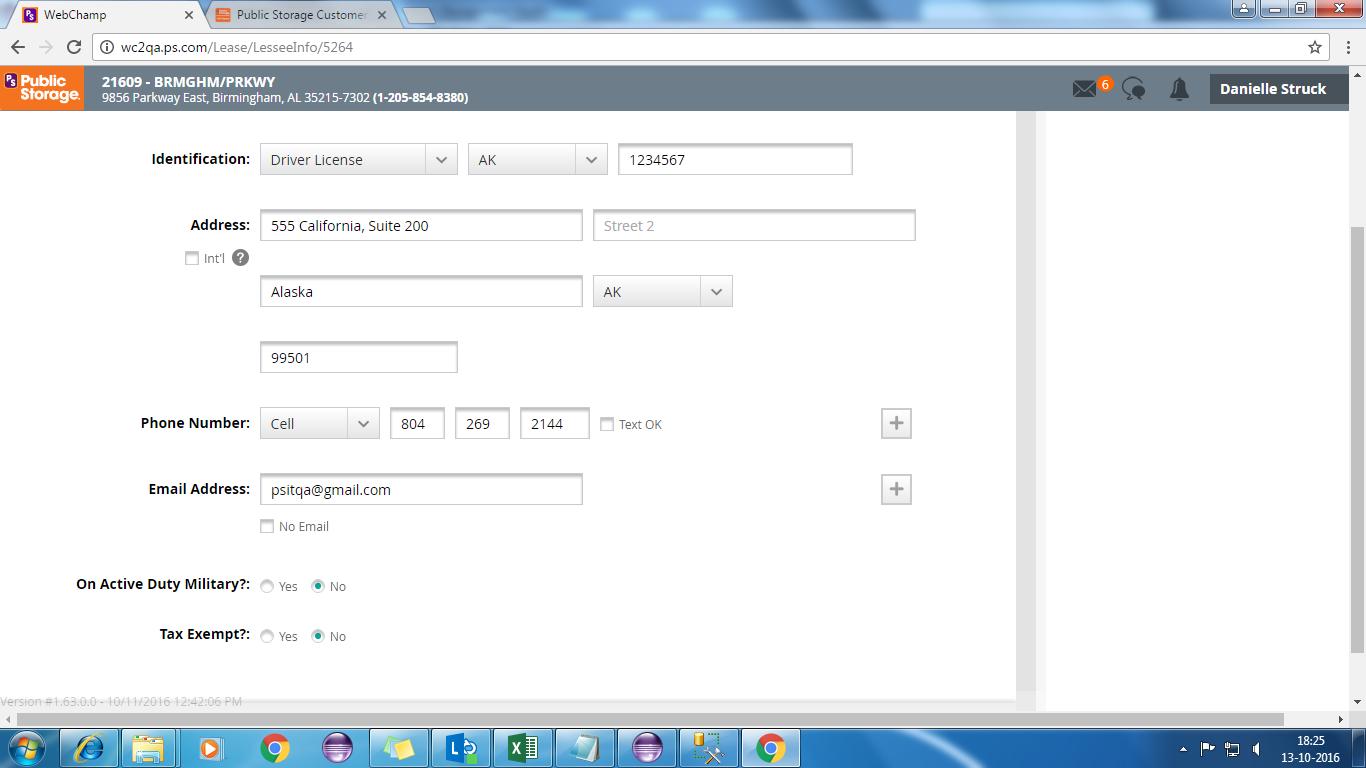 WebChamp
Public Storage Customer
wc2qa.ps.com/Lease/LesseeInfo/5264
PS Public Storage.
21609 - BRMGHM/PRKWY
9856 Parkway East, Birmingham, AL 35215-7302 (1-205-854-8380)
6
Danielle Struck
Identification: Driver License AK 1234567
Address: 555 California, Suite 200 Street 2
Int'l ?
Alaska AK
99501
Phone Number: Cell 804 269 2144 Text OK +
Email Address: psitqa@gmail.com +
No Email
On Active Duty Military?: Yes No
Tax Exempt?: Yes No
Version #1.63.0.0 - 10/11/2016 12:42:06 PM
18:25
13-10-2016